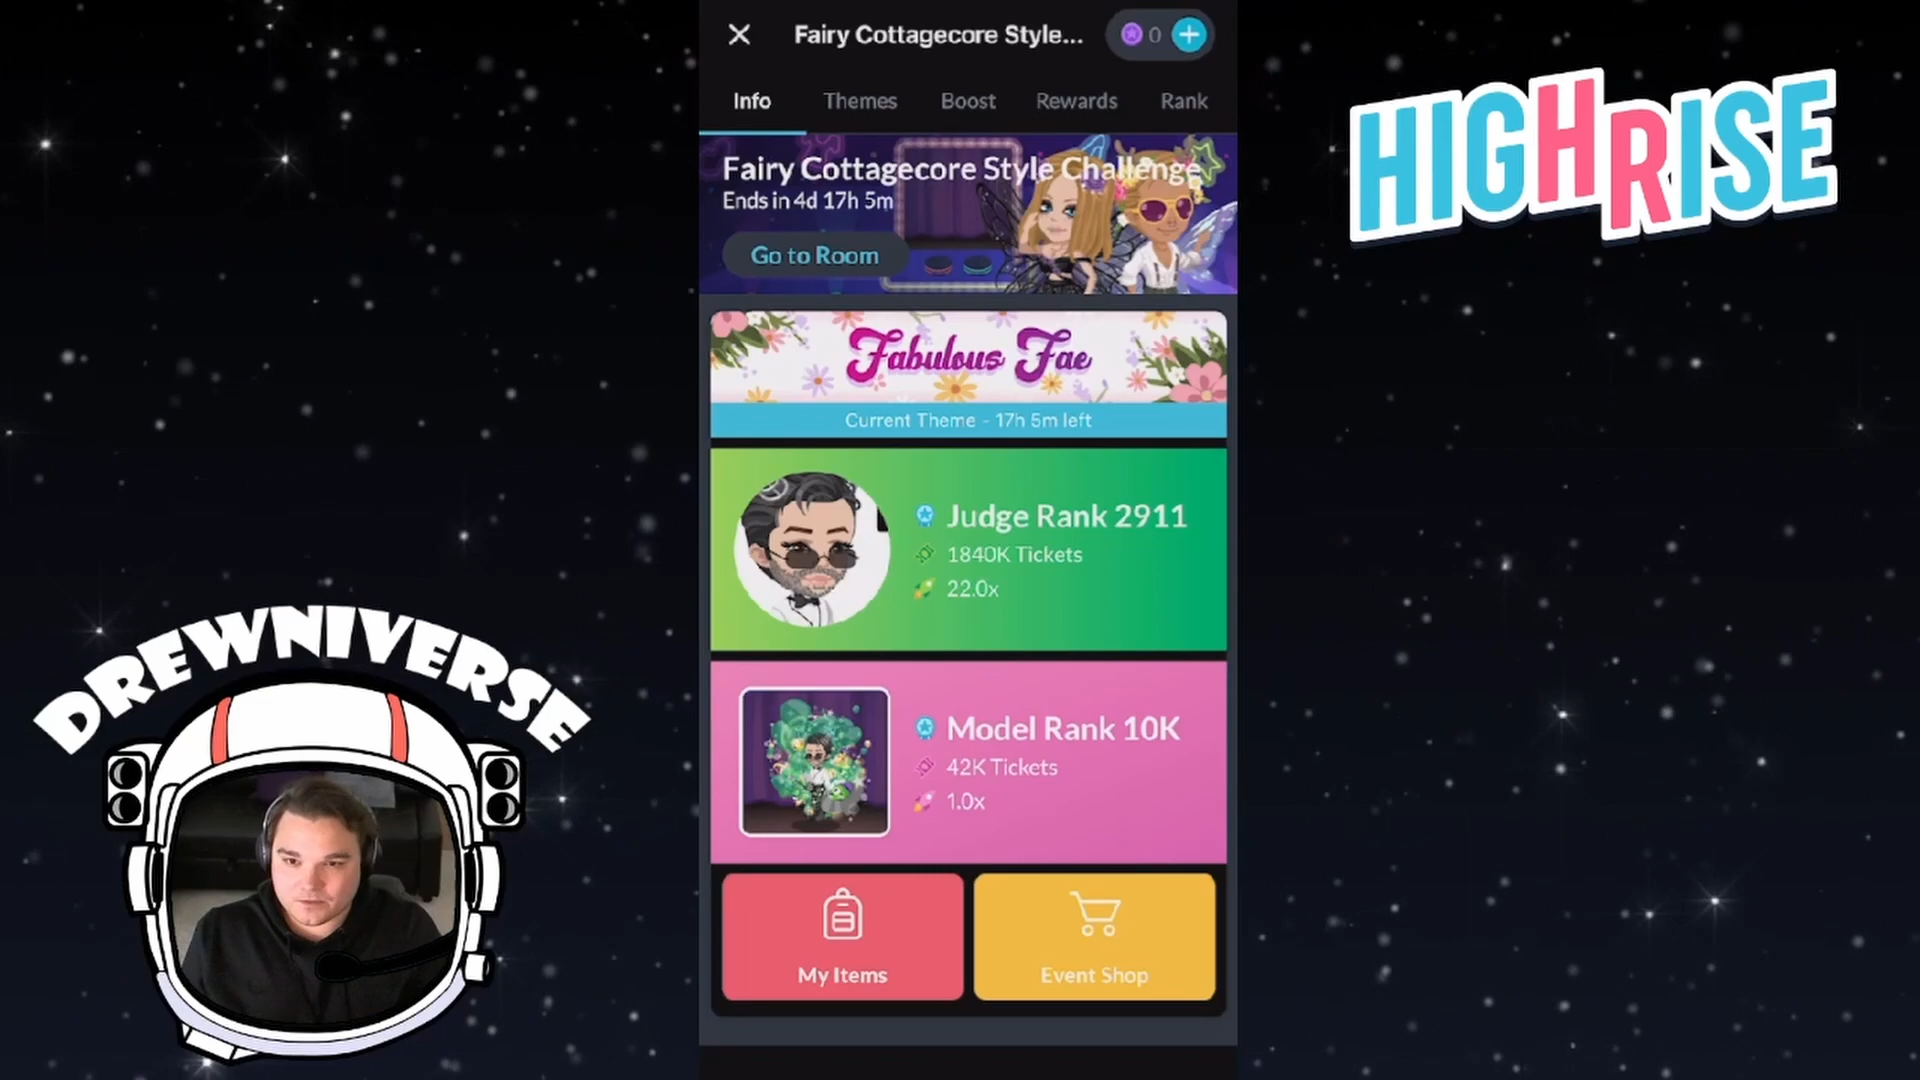 Fairy Cottagecore Style...
0
Info
Themes
Boost
Rewards
Rank
Fairy Cottagecore Style Challenge
Ends in 4d 17h 5m
Go to Room
Fabulous Fae
Current Theme - 17h 5m left
Judge Rank 2911
1840K Tickets
22.0x
Model Rank 10K
42K Tickets
1.0x
My Items
Event Shop
HIGHRISE
DREWNIVERSE